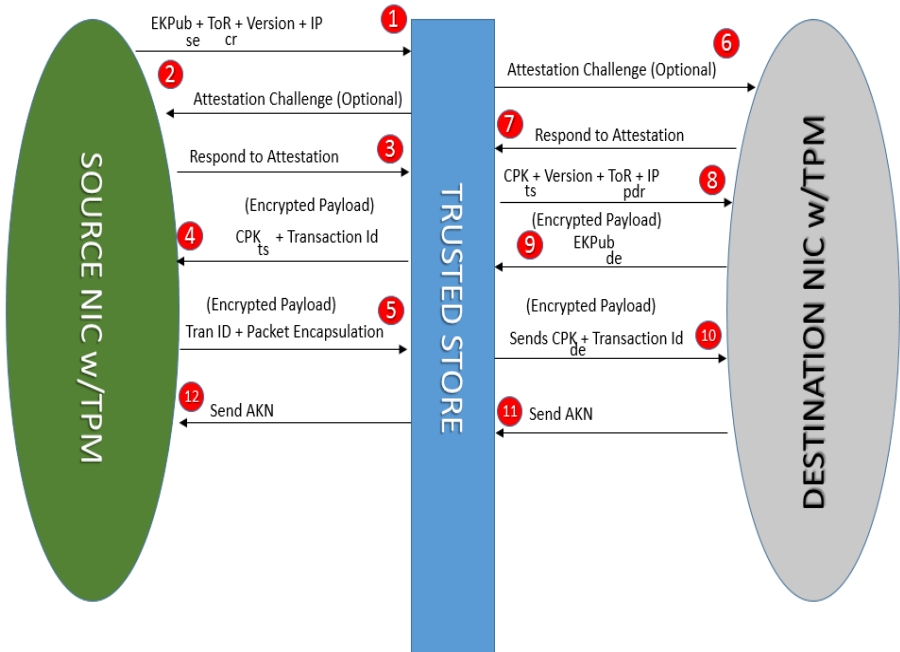 EKPub + ToR + Version + IP
se cr
1
2
Attestation Challenge (Optional)
Respond to Attestation
3
(Encrypted Payload)
4
CPK + Transaction Id
ts
(Encrypted Payload)
5
Tran ID + Packet Encapsulation
12
Send AKN
SOURCE NIC w/TPM
TRUSTED STORE
6
Attestation Challenge (Optional)
7
Respond to Attestation
CPK + Version + ToR + IP
ts pdr
8
(Encrypted Payload)
9
EKPub
de
(Encrypted Payload)
Sends CPK + Transaction Id
de
10
11
Send AKN
DESTINATION NIC w/TPM